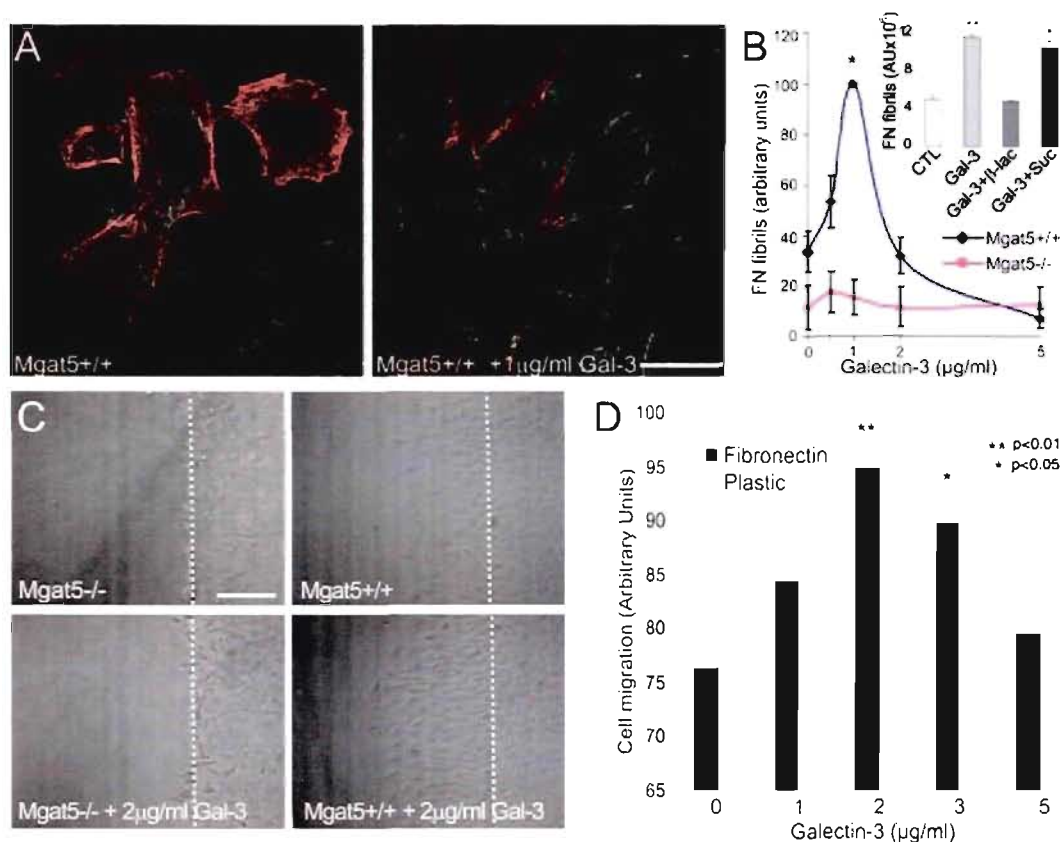 A
Mgat5+/+
Mgat5+/+ +1µg/ml Gal-3
B
FN fibrils (arbitrary units)
120
100
80
60
40
20
0
0
1
2
5
Galectin-3 (µg/ml)
Mgat5+/+
Mgat5-/-
*
FN fibrils (AUx10
12
8
4
0
CTL
Gal-3
Gal-3+β-lac
Gal-3+Suc
C
Mgat5-/-
Mgat5+/+
Mgat5-/- + 2µg/ml Gal-3
Mgat5+/+ + 2µg/ml Gal-3
D
Cell migration (Arbitrary Units)
100
95
90
85
80
75
70
65
Fibronectin
Plastic
**
*
** p<0.01
* p<0.05
0
1
2
3
5
Galectin-3 (µg/ml)